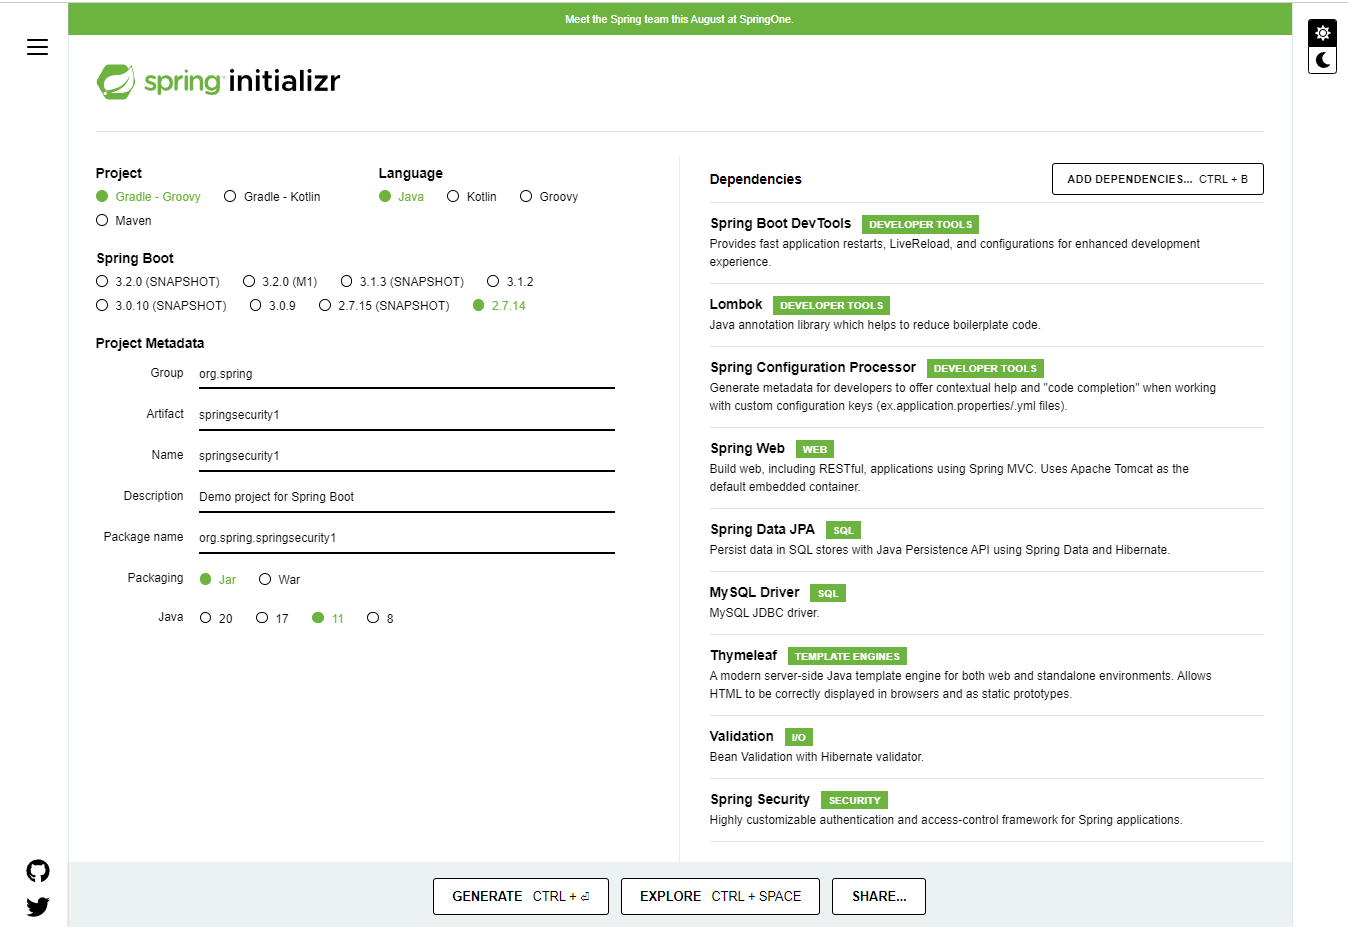 Meet the Spring team this August at SpringOne.
spring initializr
Project
Gradle - Groovy Gradle - Kotlin
Maven
Language
Java Kotlin Groovy
Spring Boot
3.2.0 (SNAPSHOT) 3.2.0 (M1) 3.1.3 (SNAPSHOT) 3.1.2
3.0.10 (SNAPSHOT) 3.0.9 2.7.15 (SNAPSHOT) 2.7.14
Project Metadata
Group org.spring
Artifact springsecurity1
Name springsecurity1
Description Demo project for Spring Boot
Package name org.spring.springsecurity1
Packaging Jar War
Java 20 17 11 8
Dependencies ADD DEPENDENCIES... CTRL + B
Spring Boot DevTools DEVELOPER TOOLS
Provides fast application restarts, LiveReload, and configurations for enhanced development
experience.
Lombok DEVELOPER TOOLS
Java annotation library which helps to reduce boilerplate code.
Spring Configuration Processor DEVELOPER TOOLS
Generate metadata for developers to offer contextual help and "code completion" when working
with custom configuration keys (ex.application.properties/.yml files).
Spring Web WEB
Build web, including RESTful, applications using Spring MVC. Uses Apache Tomcat as the
default embedded container.
Spring Data JPA SQL
Persist data in SQL stores with Java Persistence API using Spring Data and Hibernate.
MySQL Driver SQL
MySQL JDBC driver.
Thymeleaf TEMPLATE ENGINES
A modern server-side Java template engine for both web and standalone environments. Allows
HTML to be correctly displayed in browsers and as static prototypes.
Validation I/O
Bean Validation with Hibernate validator.
Spring Security SECURITY
Highly customizable authentication and access-control framework for Spring applications.
GENERATE CTRL + ⏎ EXPLORE CTRL + SPACE SHARE...